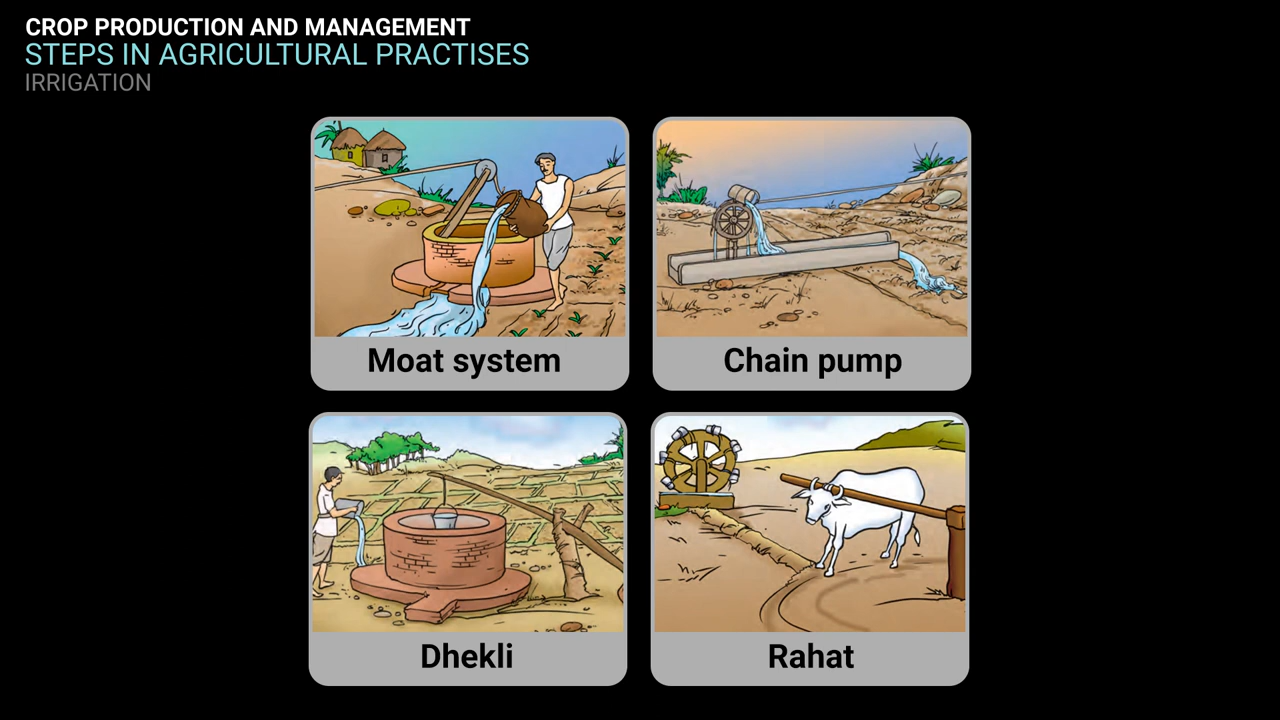 CROP PRODUCTION AND MANAGEMENT
STEPS IN AGRICULTURAL PRACTISES
IRRIGATION
Moat system
Chain pump
Dhekli
Rahat